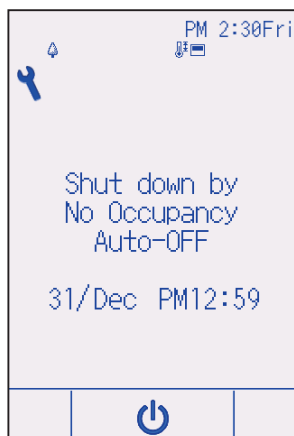 PM 2:30Fri
Shut down by
No Occupancy
Auto-OFF
31/Dec PM12:59